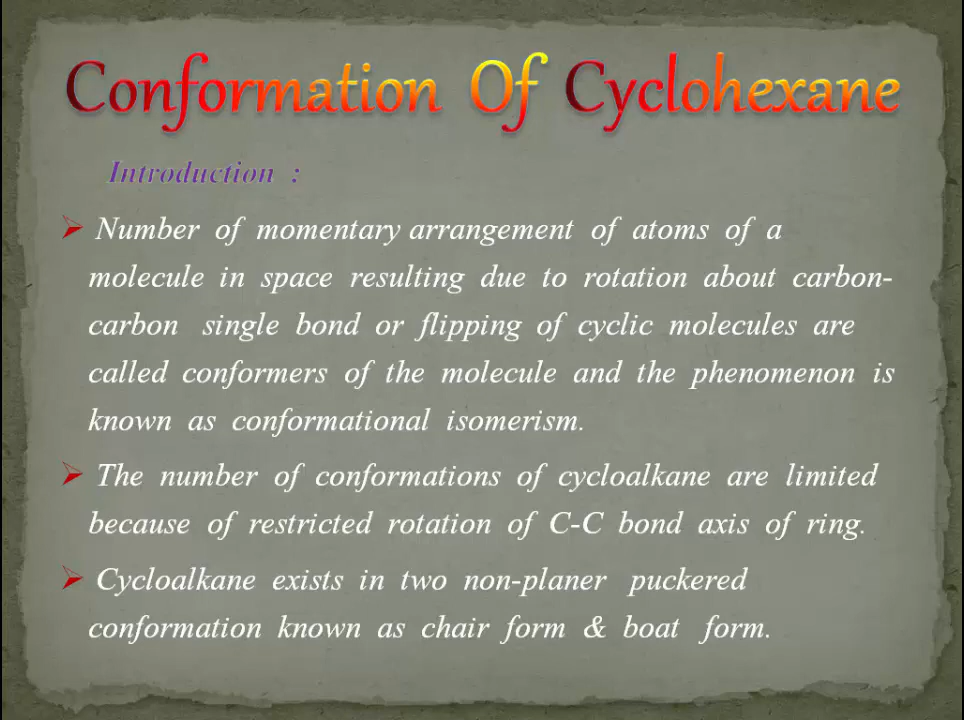 Conformation Of Cyclohexane
Introduction :
Number of momentary arrangement of atoms of a
molecule in space resulting due to rotation about carbon-
carbon single bond or flipping of cyclic molecules are
called conformers of the molecule and the phenomenon is
known as conformational isomerism.
The number of conformations of cycloalkane are limited
because of restricted rotation of C-C bond axis of ring.
Cycloalkane exists in two non-planer puckered
conformation known as chair form & boat form.